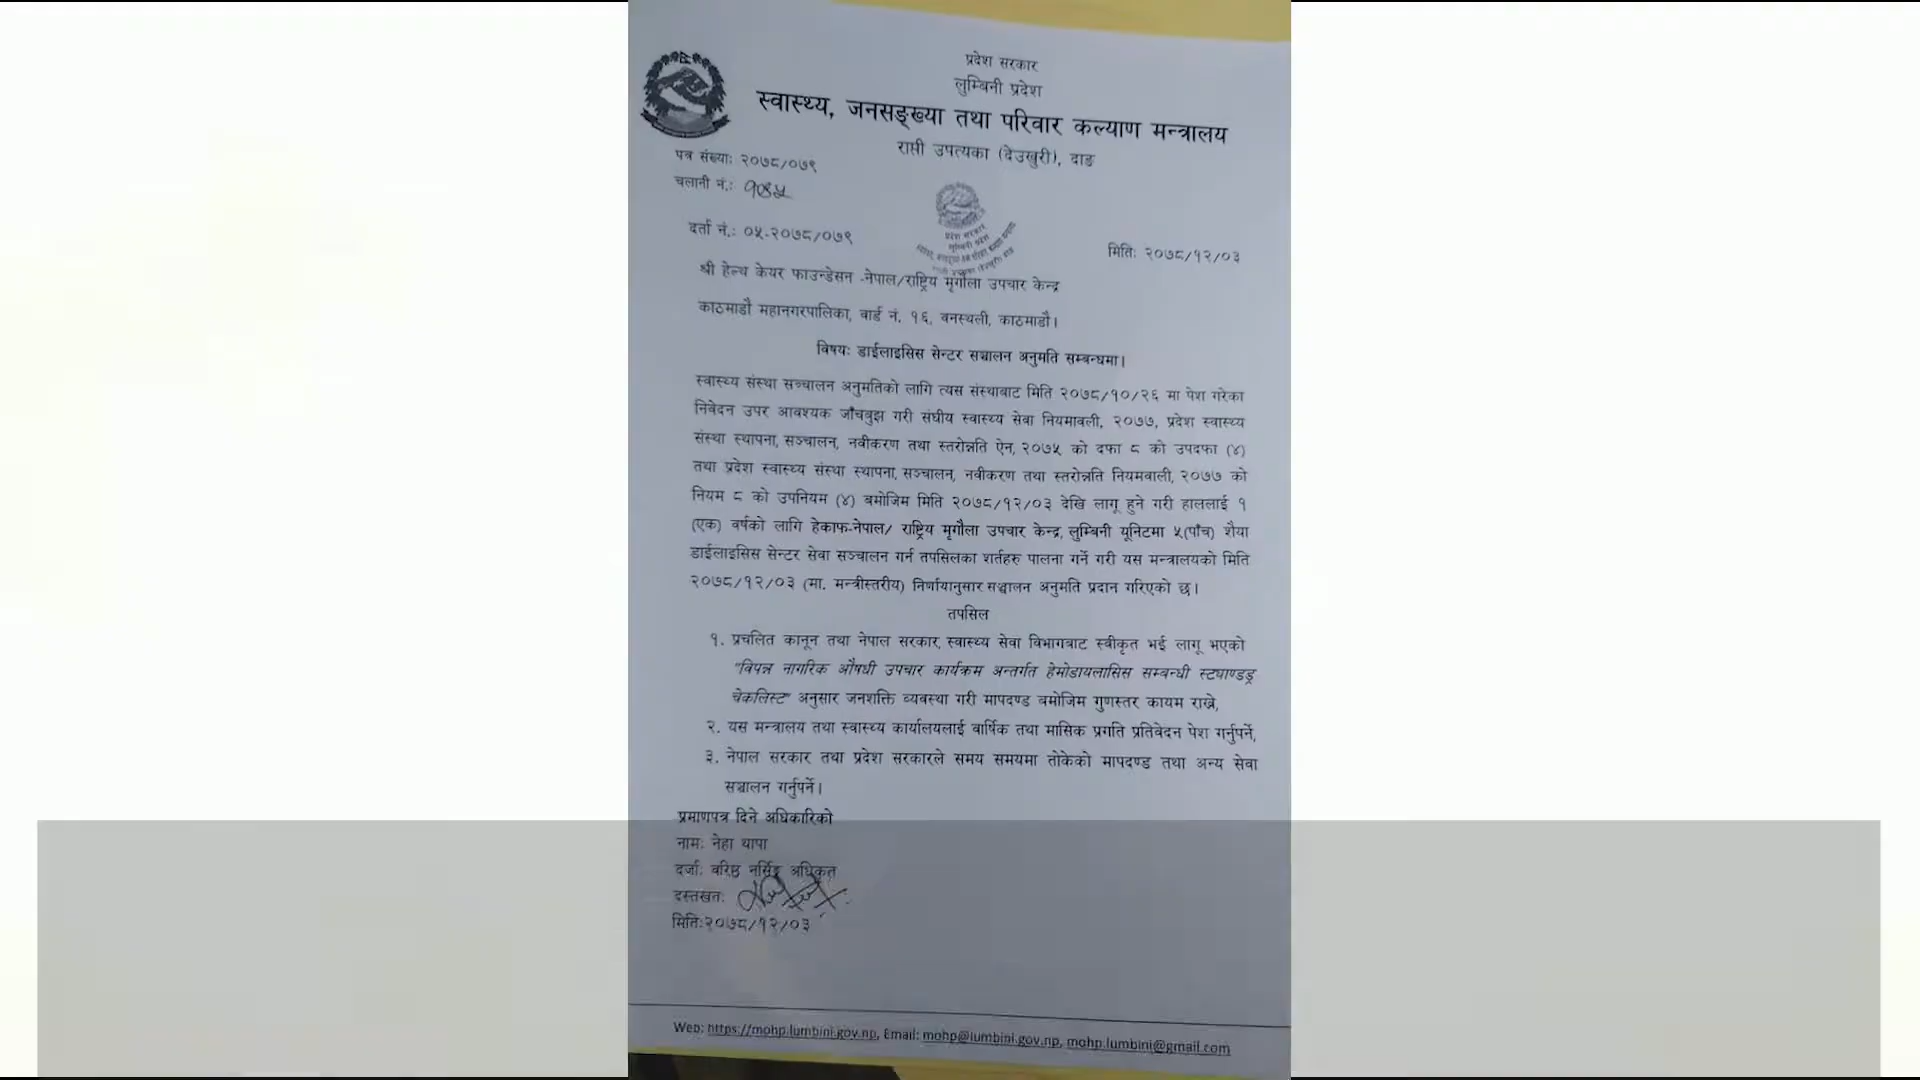 प्रदेश सरकार
लुम्बिनी प्रदेश
स्वास्थ्य, जनसङ्ख्या तथा परिवार कल्याण मन्त्रालय
राप्ती उपत्यका (देउखुरी), दाङ
पत्र संख्याः २०७८/०७९
चलानी नं.:
दर्ता नं.: ०५-२०७८/०७९
प्रदेश सरकार
लुम्बिनी प्रदेश
मितिः २०७८/१२/०३
श्री हेल्थ केयर फाउन्डेसन -नेपाल/राष्ट्रिय मृगौला उपचार केन्द्र
काठमाडौं महानगरपालिका, वार्ड नं. १६, वनस्थली, काठमाडौं।
विषयः डाईलाइसिस सेन्टर सञ्चालन अनुमति सम्बन्धमा।
स्वास्थ्य संस्था सञ्चालन अनुमतिको लागि त्यस संस्थाबाट मिति २०७८/१०/२६ मा पेश गरेका
निवेदन उपर आवश्यक जाँचबुझ गरी संघीय स्वास्थ्य सेवा नियमावली, २०७७, प्रदेश स्वास्थ्य
संस्था स्थापना, सञ्चालन, नवीकरण तथा स्तरोन्नति ऐन, २०७५ को दफा ८ को उपदफा (४)
तथा प्रदेश स्वास्थ्य संस्था स्थापना, सञ्चालन, नवीकरण तथा स्तरोन्नति नियमवाली, २०७७ को
नियम ८ को उपनियम (४) बमोजिम मिति २०७८/१२/०३ देखि लागू हुने गरी हाललाई १
(एक) वर्षको लागि हेकाफ-नेपाल/ राष्ट्रिय मृगौला उपचार केन्द्र, लुम्बिनी यूनिटमा ५(पाँच) शैया
डाईलाइसिस सेन्टर सेवा सञ्चालन गर्न तपसिलका शर्तहरु पालना गर्ने गरी यस मन्त्रालयको मिति
२०७८/१२/०३ (मा. मन्त्रीस्तरीय) निर्णयानुसार सञ्चालन अनुमति प्रदान गरिएको छ।
तपसिल
१. प्रचलित कानून तथा नेपाल सरकार, स्वास्थ्य सेवा विभागबाट स्वीकृत भई लागू भएको
"विपन्न नागरिक औषधी उपचार कार्यक्रम अन्तर्गत हेमोडायलासिस सम्बन्धी स्ट्याण्डड्र
चेकलिस्ट" अनुसार जनशक्ति व्यवस्था गरी मापदण्ड बमोजिम गुणस्तर कायम राख्ने,
२. यस मन्त्रालय तथा स्वास्थ्य कार्यालयलाई वार्षिक तथा मासिक प्रगति प्रतिवेदन पेश गर्नुपर्ने,
३. नेपाल सरकार तथा प्रदेश सरकारले समय समयमा तोकेको मापदण्ड तथा अन्य सेवा
सञ्चालन गर्नुपर्ने।
प्रमाणपत्र दिने अधिकारिको
नामः नेहा थापा
दर्जाः वरिष्ठ नर्सिङ्ग अधिकृत
दस्तखतः
मितिः२०७८/१२/०३
Web: https://mohp.lumbini.gov.np, Email: mohp@lumbini.gov.np, mohp.lumbini@gmail.com